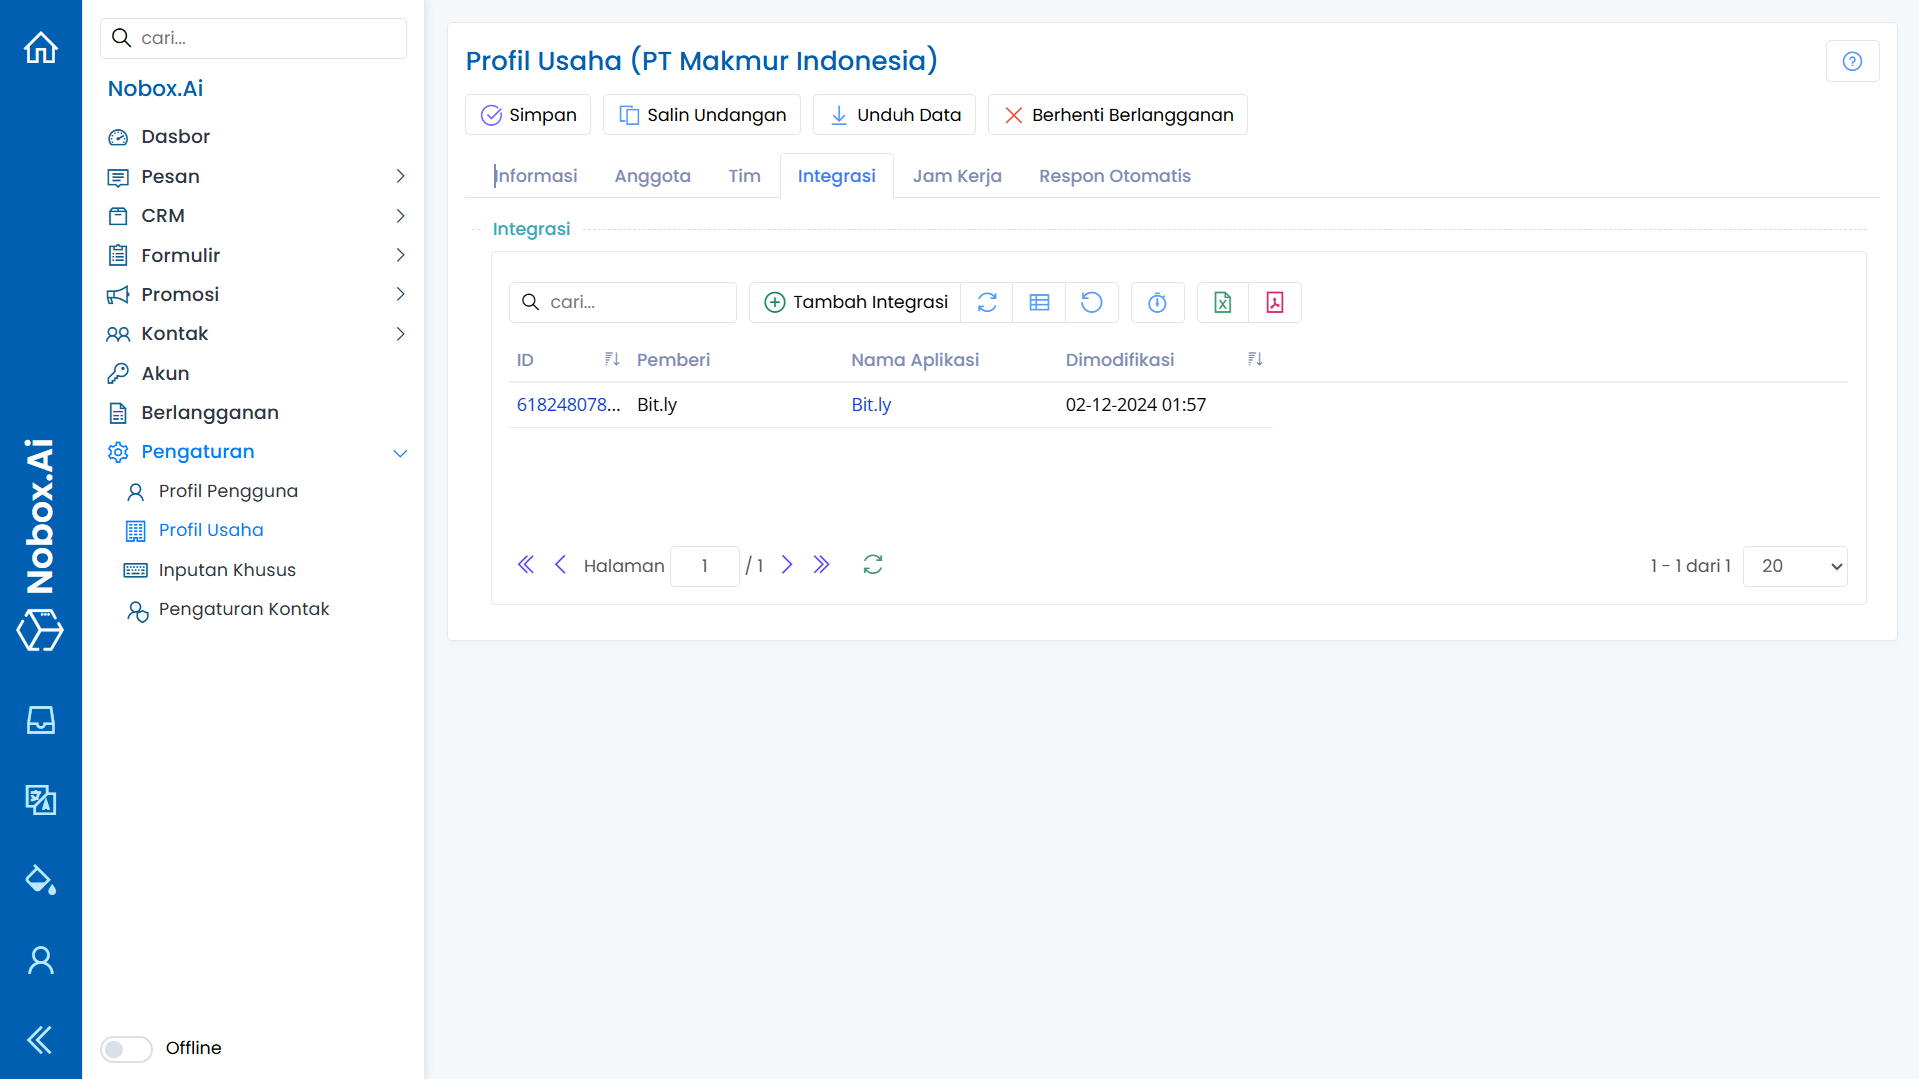 cari...
Nobox.Ai
Dasbor
Pesan
CRM
Formulir
Promosi
Kontak
Akun
Berlangganan
Pengaturan
Profil Pengguna
Profil Usaha
Inputan Khusus
Pengaturan Kontak
Offline
Nobox.Ai
Profil Usaha (PT Makmur Indonesia)
Simpan Salin Undangan Unduh Data Berhenti Berlangganan
Informasi Anggota Tim Integrasi Jam Kerja Respon Otomatis
Integrasi
cari... Tambah Integrasi
ID Pemberi Nama Aplikasi Dimodifikasi
618248078... Bit.ly Bit.ly 02-12-2024 01:57
Halaman 1 / 1 1 - 1 dari 1 20